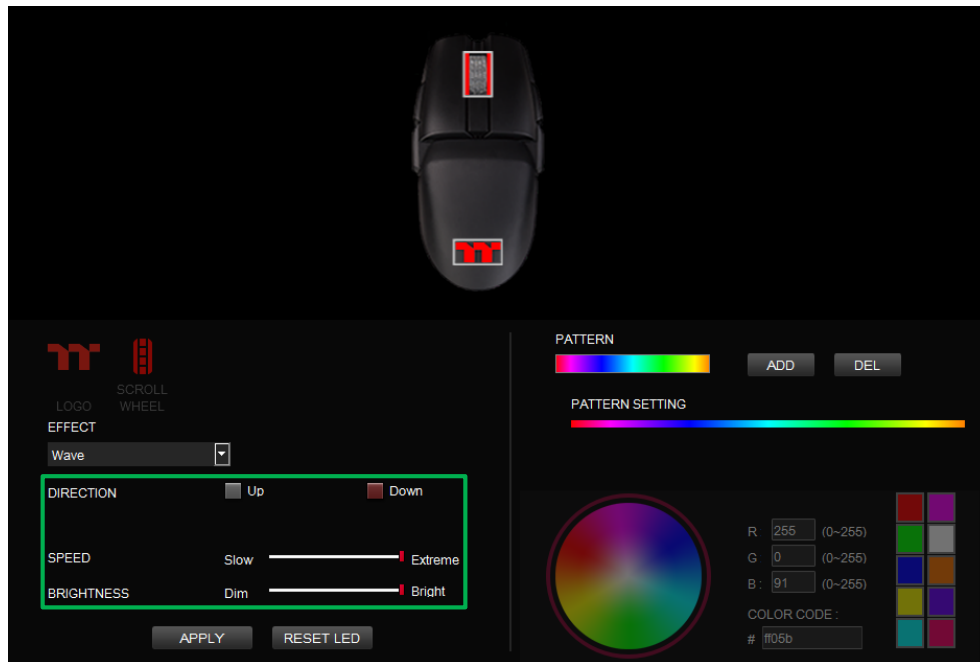 PATTERN
ADD
DEL
PATTERN SETTING
LOGO
SCROLL
WHEEL
EFFECT
Wave
DIRECTION
Up
Down
SPEED
Slow
Extreme
BRIGHTNESS
Dim
Bright
APPLY
RESET LED
R 255 (0~255)
G 0 (0~255)
B : 91 (0~255)
COLOR CODE :
# ff05b